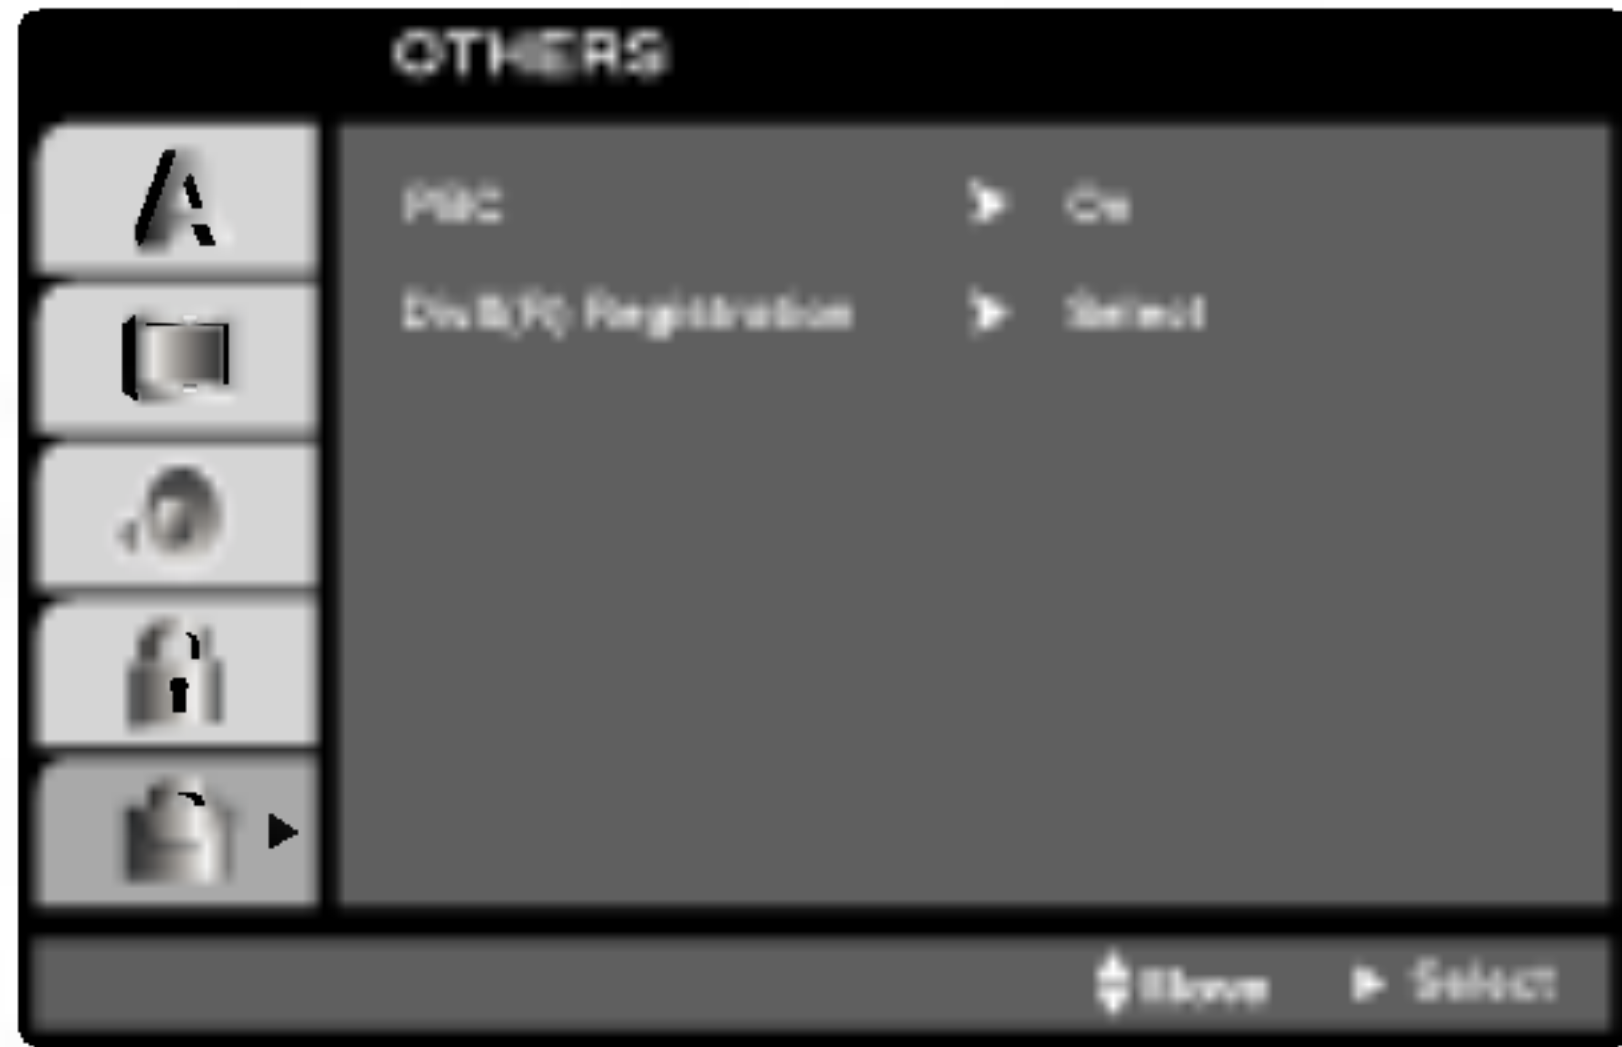 OTHERS
PBC ► On
DivX(R) Registration ► Select
Move ► Select